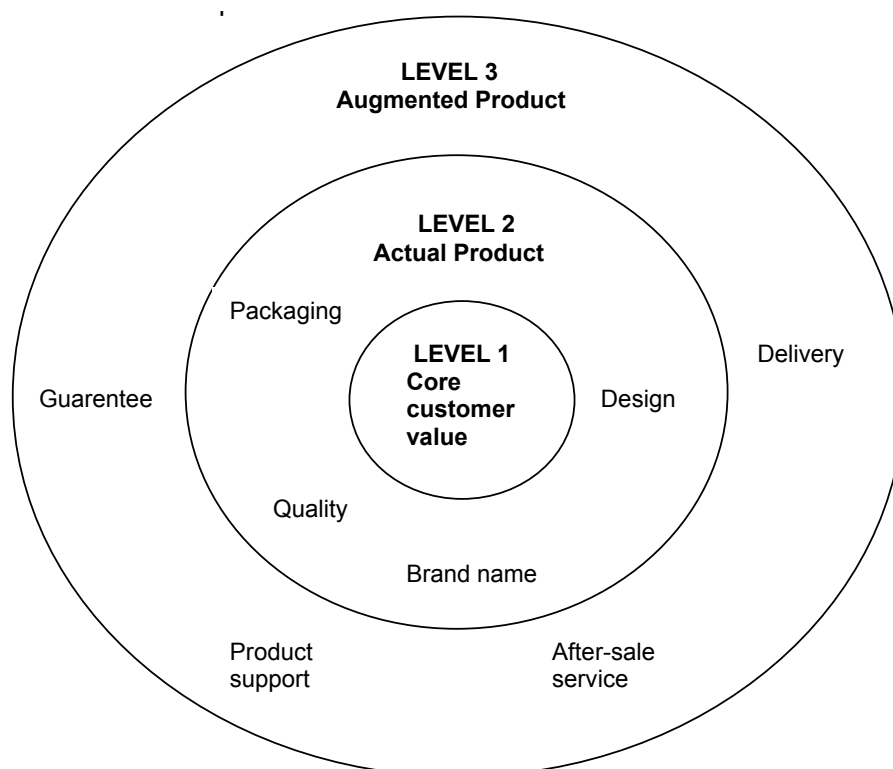 LEVEL 3
Augmented Product
LEVEL 2
Actual Product
Packaging
LEVEL 1
Core
customer
value
Delivery
Guarentee
Design
Quality
Brand name
Product
support
After-sale
service